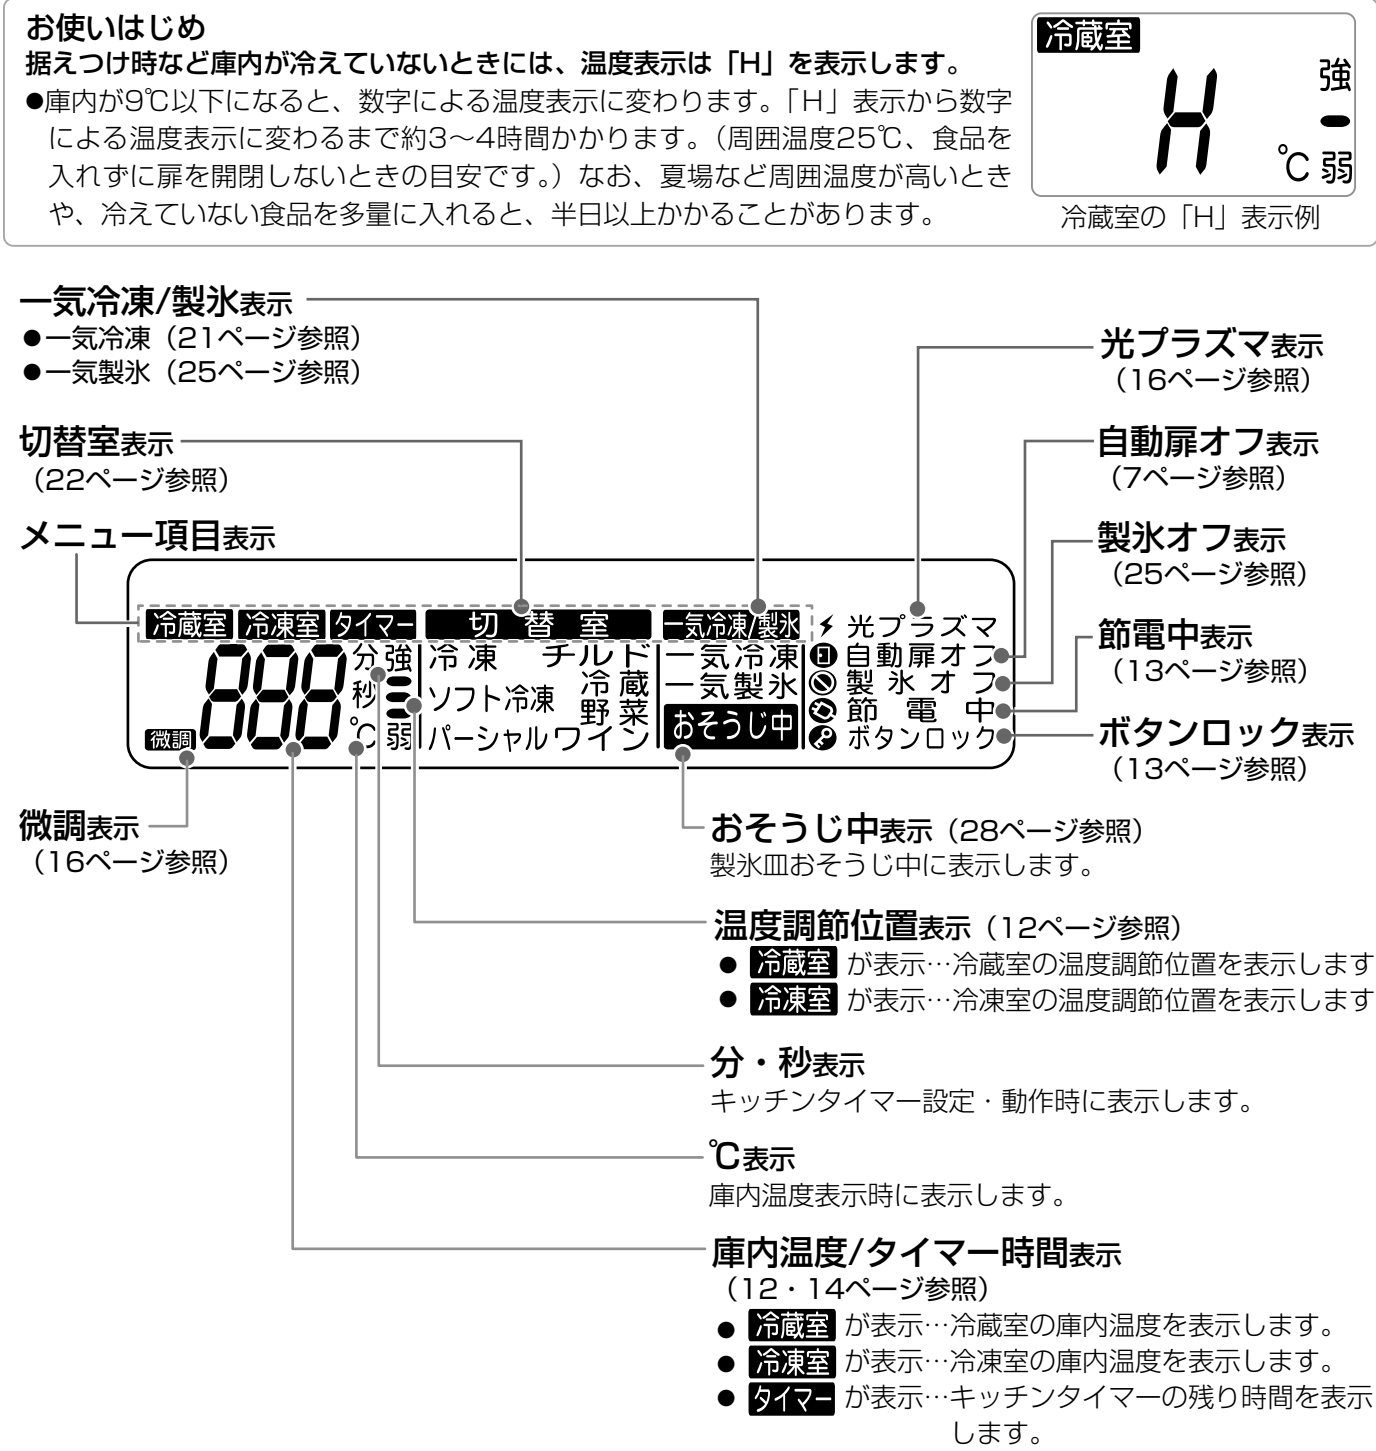 お使いはじめ
据えつけ時など庫内が冷えていないときには、温度表示は「H」を表示します。
●庫内が9℃以下になると、数字による温度表示に変わります。「H」表示から数字
による温度表示に変わるまで約3～4時間かかります。（周囲温度25℃、食品を
入れずに扉を開閉しないときの目安です。）なお、夏場など周囲温度が高いとき
や、冷えていない食品を多量に入れると、半日以上かかることがあります。
冷蔵室
H
強
℃ 弱
冷蔵室の「H」表示例
一気冷凍/製氷表示
●一気冷凍（21ページ参照）
●一気製氷（25ページ参照）
切替室表示
（22ページ参照）
メニュー項目表示
光プラズマ表示
（16ページ参照）
自動扉オフ表示
（7ページ参照）
製氷オフ表示
（25ページ参照）
節電中表示
（13ページ参照）
ボタンロック表示
（13ページ参照）
冷蔵室 冷凍室 タイマー 切替室 一気冷凍/製氷 光プラズマ
888 分 強 冷凍 チルド 一気冷凍 自動扉オフ
秒 ソフト冷凍 冷蔵 一気製氷 製氷オフ
野菜 おそうじ中 節電中
微調 ℃ 弱 パーシャル ワイン ボタンロック
微調表示
（16ページ参照）
おそうじ中表示（28ページ参照）
製氷皿おそうじ中に表示します。
温度調節位置表示（12ページ参照）
● 冷蔵室 が表示…冷蔵室の温度調節位置を表示します
● 冷凍室 が表示…冷凍室の温度調節位置を表示します
分・秒表示
キッチンタイマー設定・動作時に表示します。
℃表示
庫内温度表示時に表示します。
庫内温度/タイマー時間表示
（12・14ページ参照）
● 冷蔵室 が表示…冷蔵室の庫内温度を表示します。
● 冷凍室 が表示…冷凍室の庫内温度を表示します。
● タイマー が表示…キッチンタイマーの残り時間を表示
します。